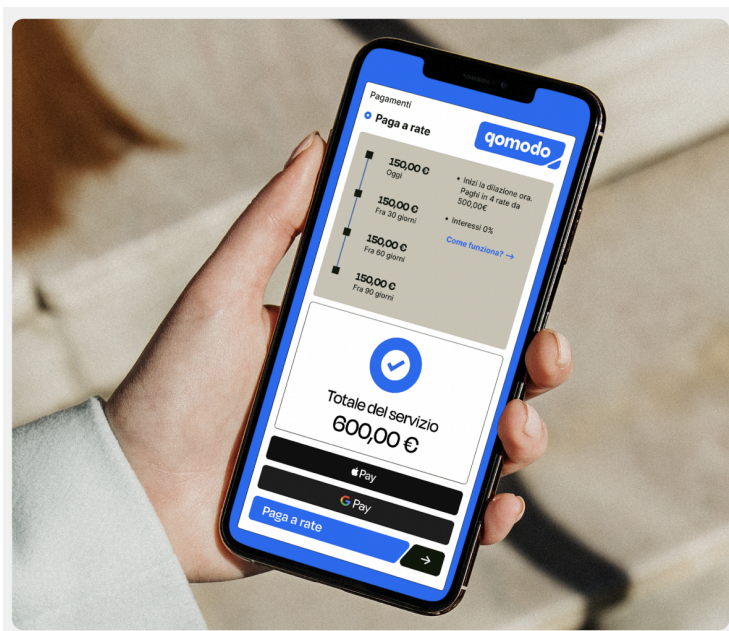 Pagamenti
Paga a rate
qomodo
150,00 €
Oggi
150,00 €
Fra 30 giorni
150,00 €
Fra 60 giorni
150,00 €
Fra 90 giorni
• Inizi la dilazione ora.
Paghi in 4 rate da
500,00€
• Interessi 0%
Come funziona? →
Totale del servizio
600,00 €
Pay
G Pay
Paga a rate
→